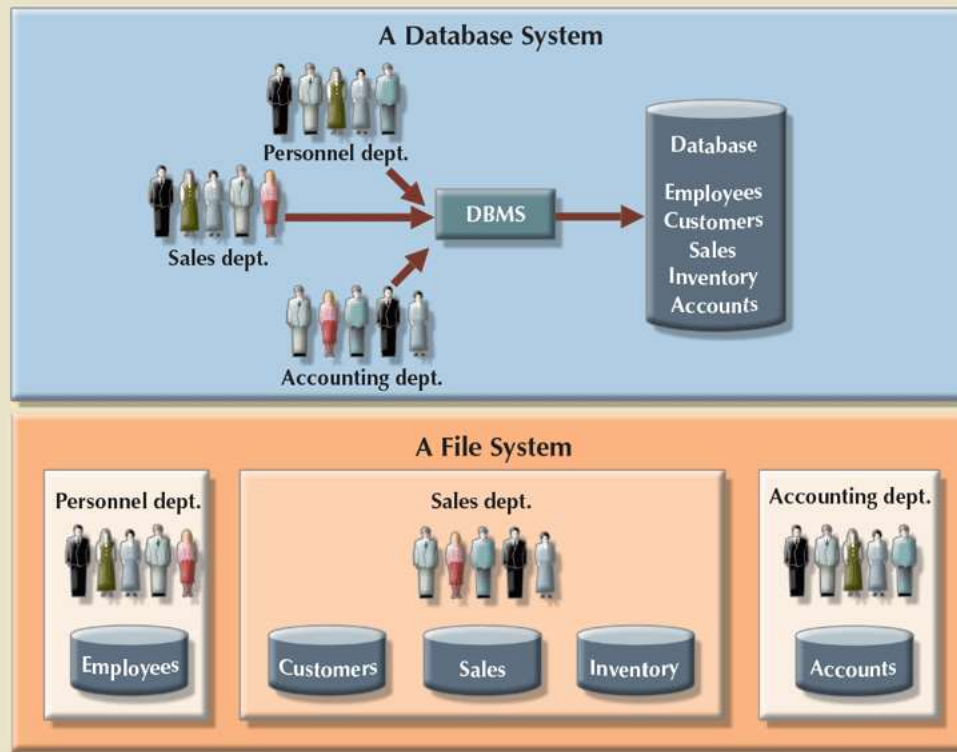 A Database System
Personnel dept.
Sales dept.
Accounting dept.
DBMS
Database
Employees
Customers
Sales
Inventory
Accounts
A File System
Personnel dept.
Employees
Sales dept.
Customers
Sales
Inventory
Accounting dept.
Accounts